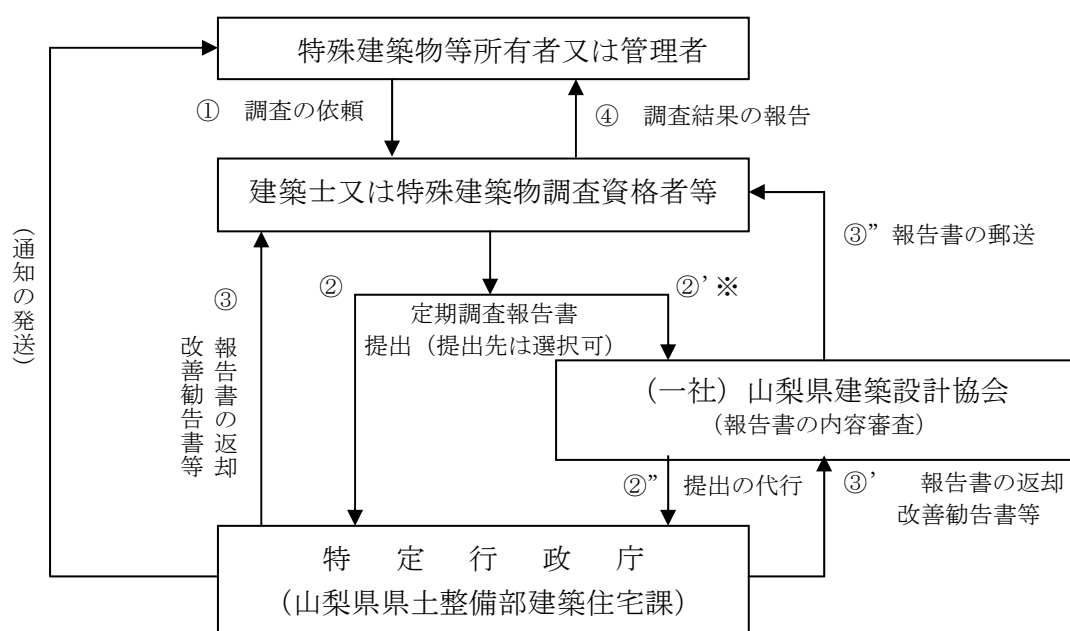 特殊建築物等所有者又は管理者
① 調査の依頼
④ 調査結果の報告
建築士又は特殊建築物調査資格者等
(通知の発送)
③” 報告書の郵送
②
②’ ※
定期調査報告書
提出（提出先は選択可）
③ 報告書の返却
改善勧告書等
（一社）山梨県建築設計協会
（報告書の内容審査）
②” 提出の代行
③’ 報告書の返却
改善勧告書等
特定行政庁
（山梨県県土整備部建築住宅課）